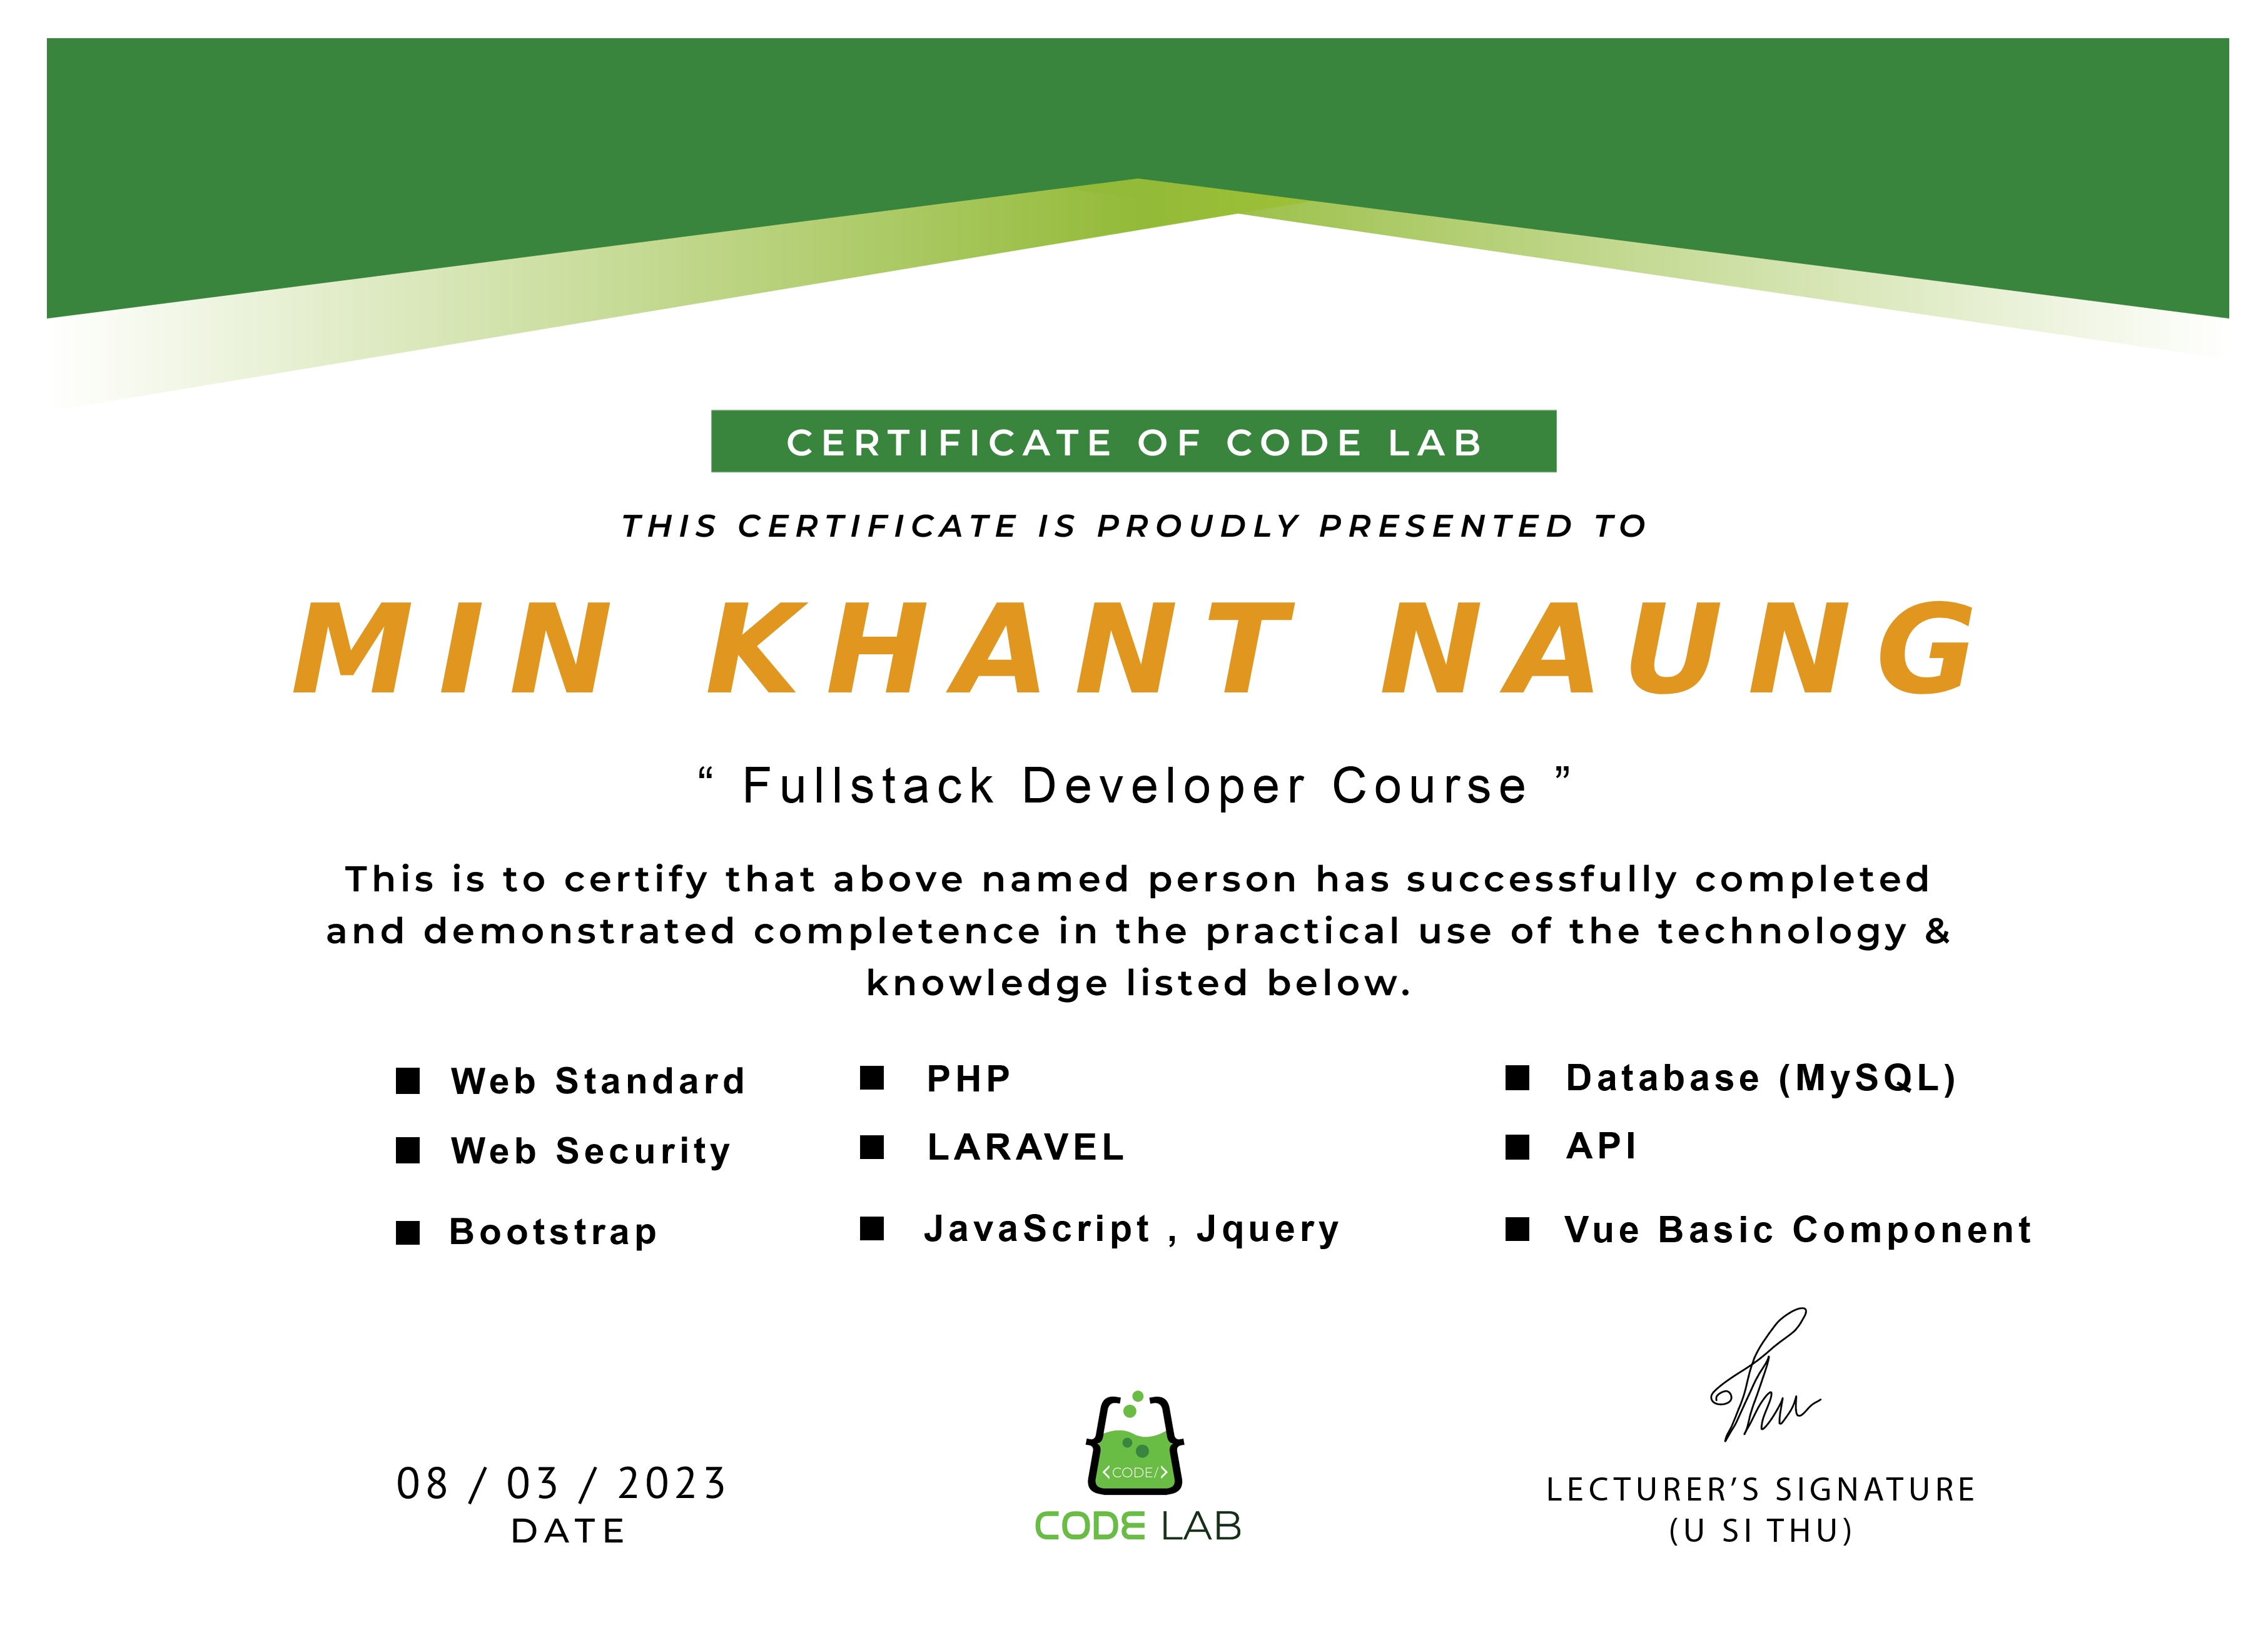 CERTIFICATE OF CODE LAB
THIS CERTIFICATE IS PROUDLY PRESENTED TO
MIN KHANT NAUNG
“ Fullstack Developer Course ”
This is to certify that above named person has successfully completed
and demonstrated completence in the practical use of the technology &
knowledge listed below.
■ Web Standard ■ PHP ■ Database (MySQL)
■ Web Security ■ LARAVEL ■ API
■ Bootstrap ■ JavaScript , Jquery ■ Vue Basic Component
Thu
<CODE/>
CODE LAB
08 / 03 / 2023
DATE
LECTURER’S SIGNATURE
(U SI THU)